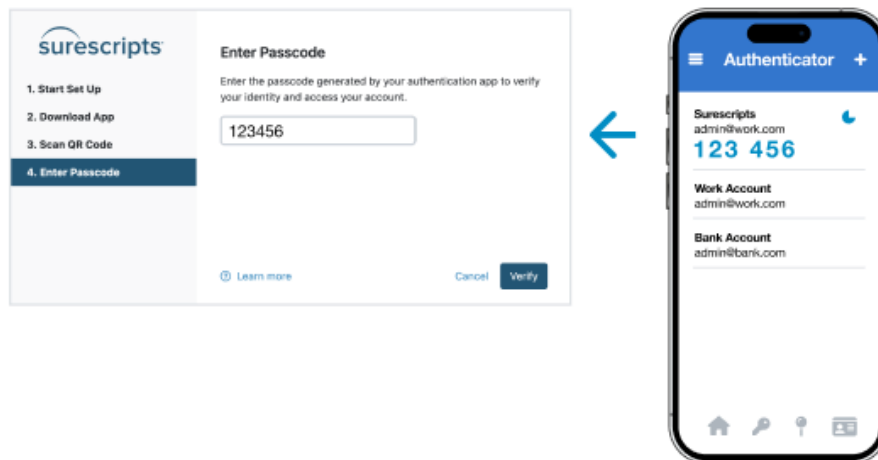 surescripts
1. Start Set Up
2. Download App
3. Scan QR Code
4. Enter Passcode
Enter Passcode
Enter the passcode generated by your authentication app to verify
your identity and access your account.
123456
Learn more
Cancel
Verify
Authenticator
Surescripts
admin@work.com
123 456
Work Account
admin@work.com
Bank Account
admin@bank.com